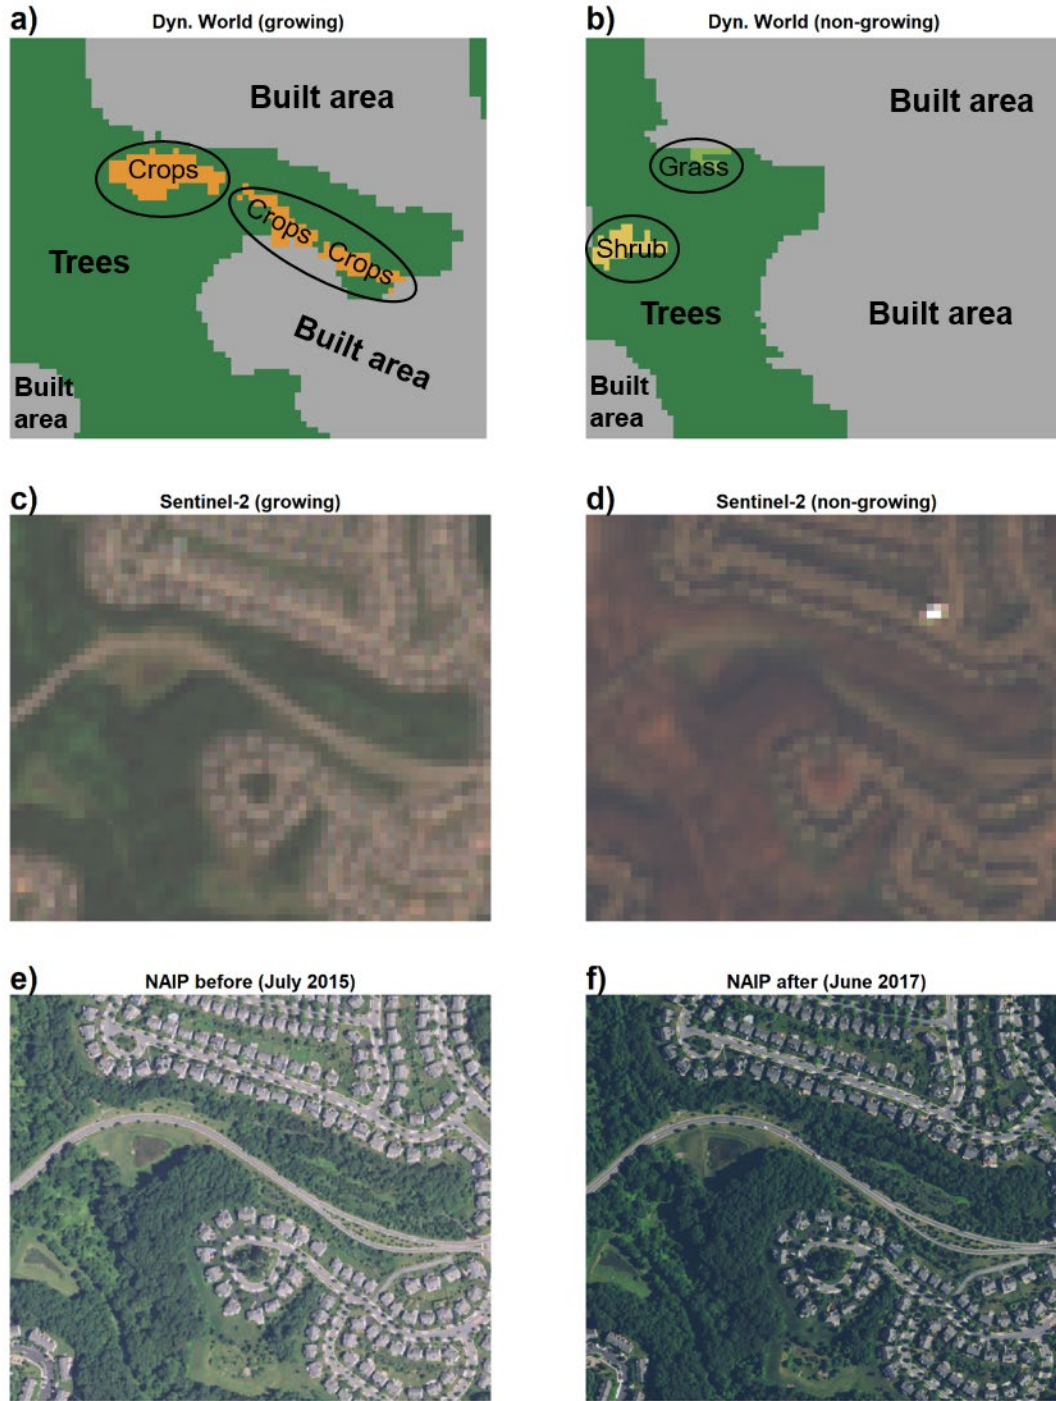 a)
Dyn. World (growing)
Built area
Crops
Crops
Crops
Trees
Built area
Built
area
b)
Dyn. World (non-growing)
Built area
Grass
Shrub
Trees
Built area
Built
area
c)
Sentinel-2 (growing)
d)
Sentinel-2 (non-growing)
e)
NAIP before (July 2015)
f)
NAIP after (June 2017)